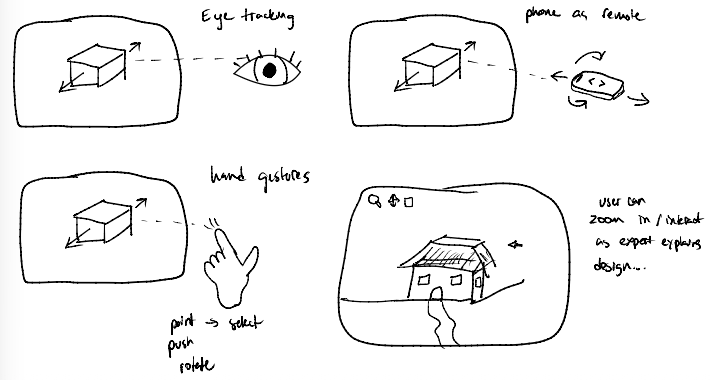 Eye tracking
phone as remote
hand gestures
point → select
push
rotate
user can
zoom in / interact
as expert explains
design...